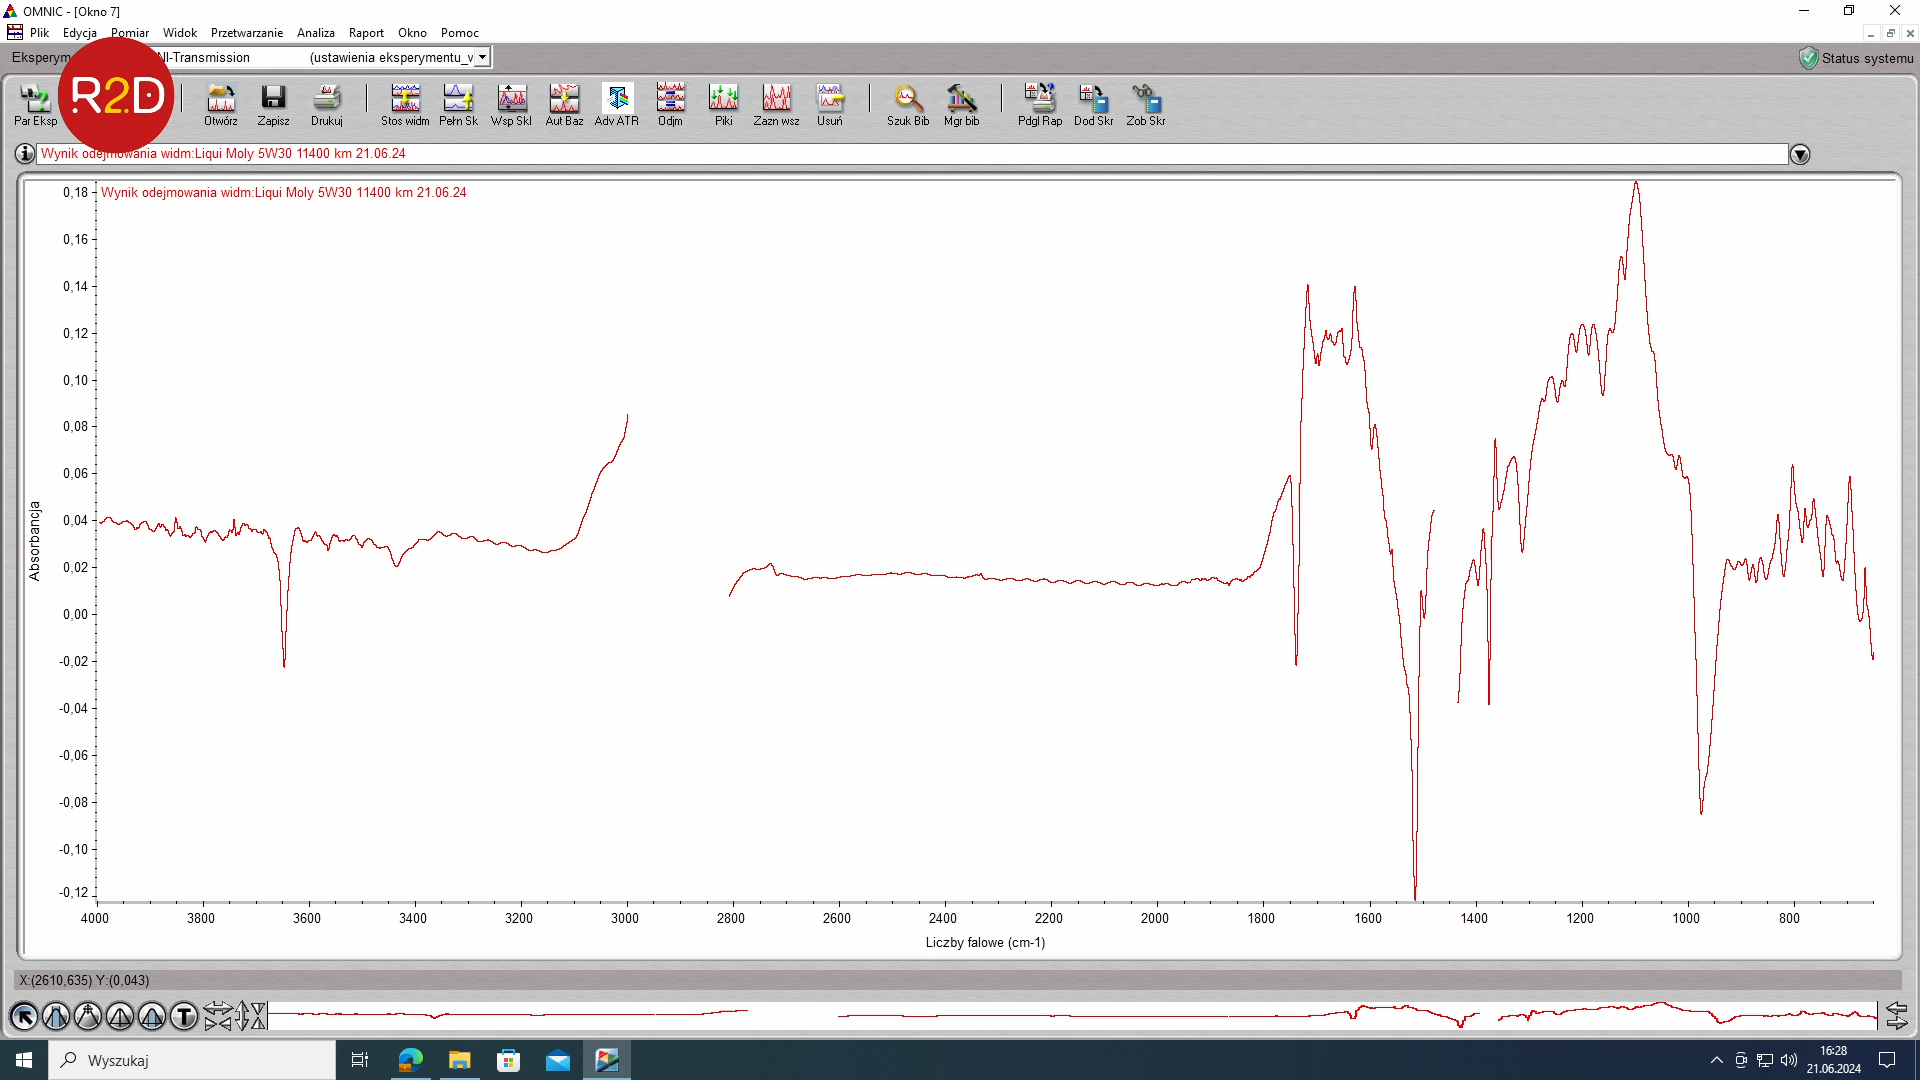 OMNIC - [Okno 7]
Plik Edycja Pomiar Widok Przetwarzanie Analiza Raport Okno Pomoc
(ustawienia eksperymentu_v
Status systemu
R2D
Par Eksp Otwórz Zapisz Drukuj Stos widm Pełn Sk Wsp Skl Aut Baz Adv ATR Odjm Piki Zazn wsz Usuń Szuk Bib Mgr bib Pdgl Rap Dod Skr Zob Skr
Wynik odejmowania widm:Liqui Moly 5W30 11400 km 21.06.24
Wynik odejmowania widm:Liqui Moly 5W30 11400 km 21.06.24
0,18
0,16
0,14
0,12
0,10
0,08
0,06
0,04
0,02
0,00
-0,02
-0,04
-0,06
-0,08
-0,10
-0,12
Absorbancja
4000 3800 3600 3400 3200 3000 2800 2600 2400 2200 2000 1800 1600 1400 1200 1000 800
Liczby falowe (cm-1)
X:(2610,635) Y:(0,043)
T
Wyszukaj
16:28
21.06.2024